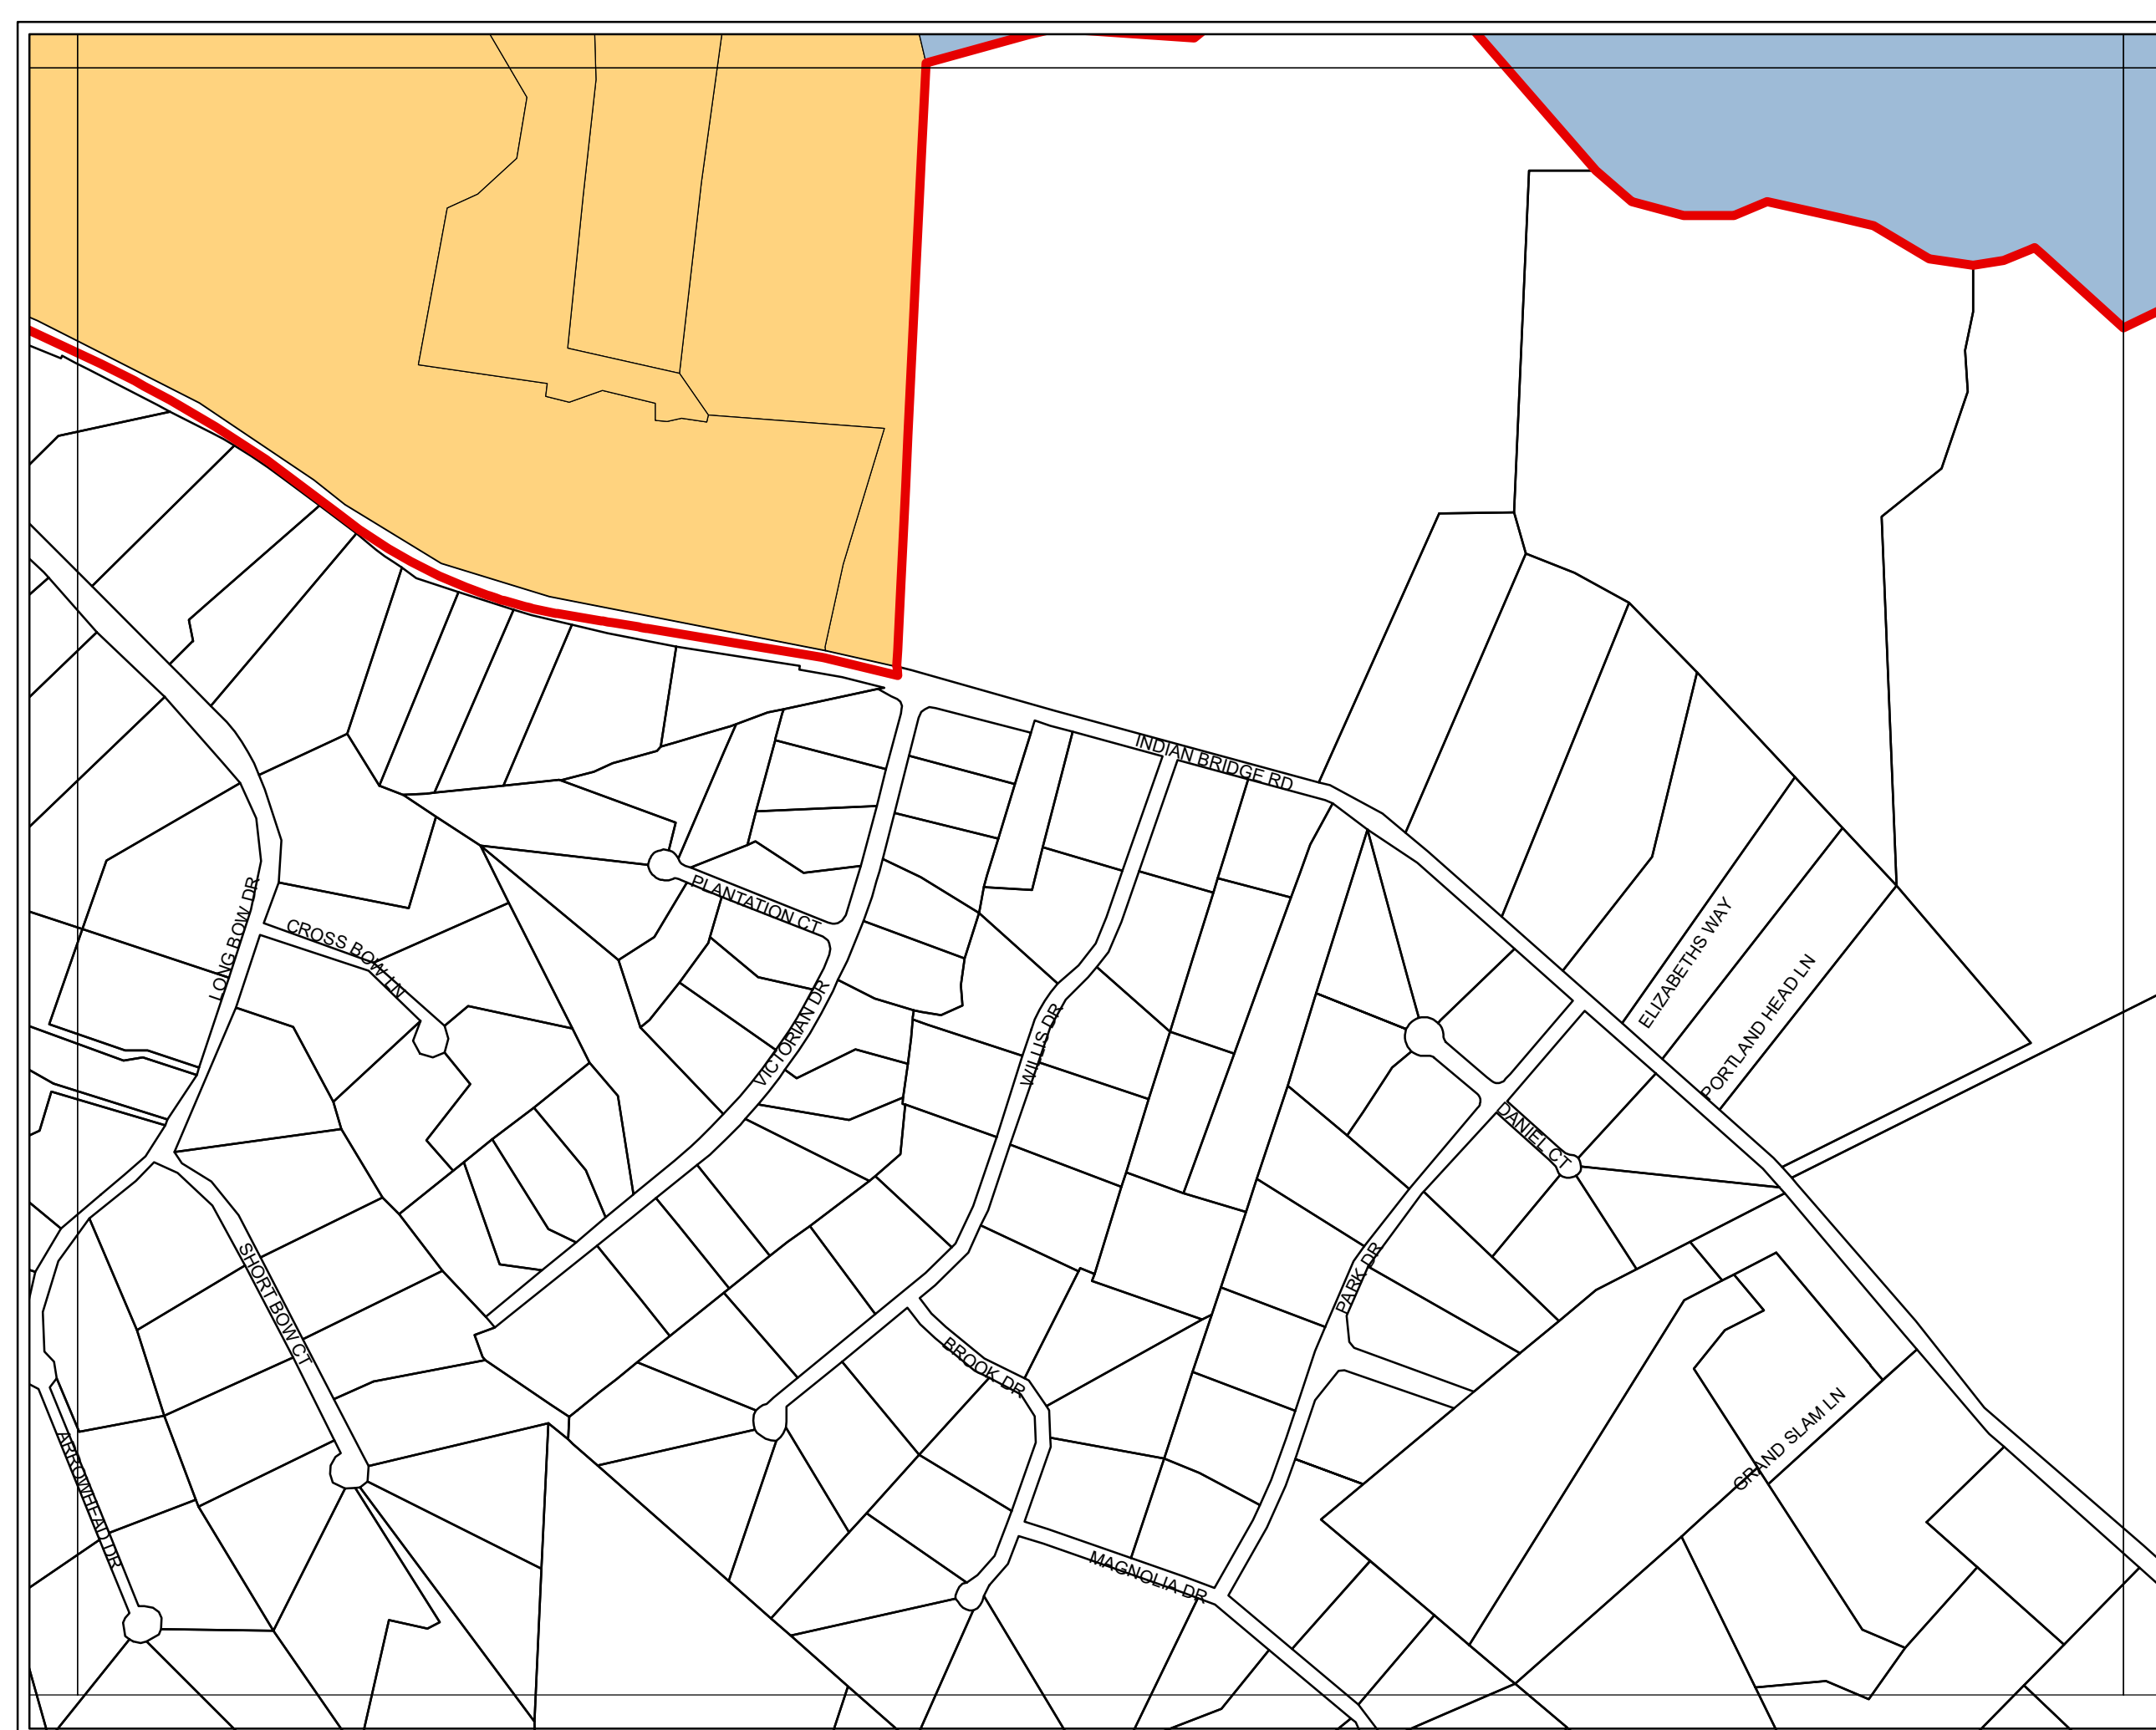 INDIAN BRIDGE RD
PLANTATION CT
LONG BOW DR
CROSS BOW LN
ELIZABETHS WAY
PORTLAND HEAD LN
VICTORIAN DR
WILLIS DR
DANIEL CT
SHORT BOW CT
PARK DR
BROOK DR
GRAND SLAM LN
ARROWHEAD DR
MAGNOLIA DR